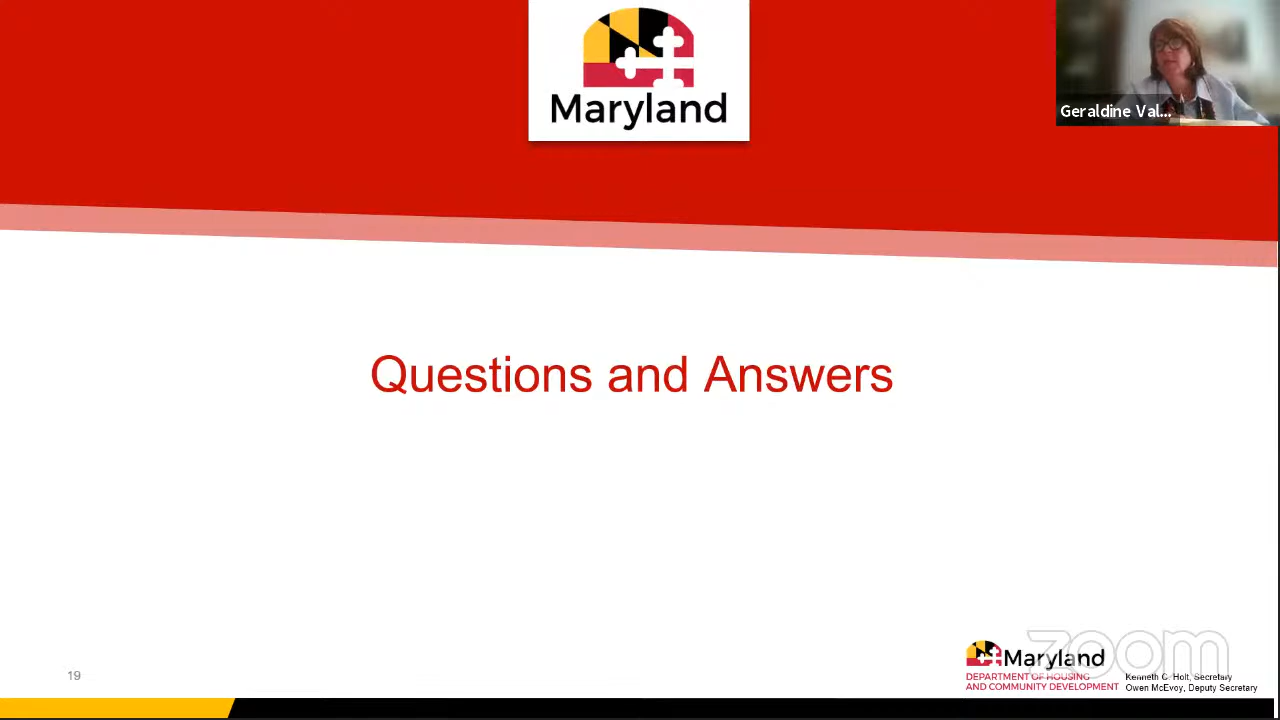 Maryland
Geraldine Val...
Questions and Answers
19
Maryland
DEPARTMENT OF HOUSING
AND COMMUNITY DEVELOPMENT
zoom
Kenneth C. Holt, Secretary
Owen McEvoy, Deputy Secretary